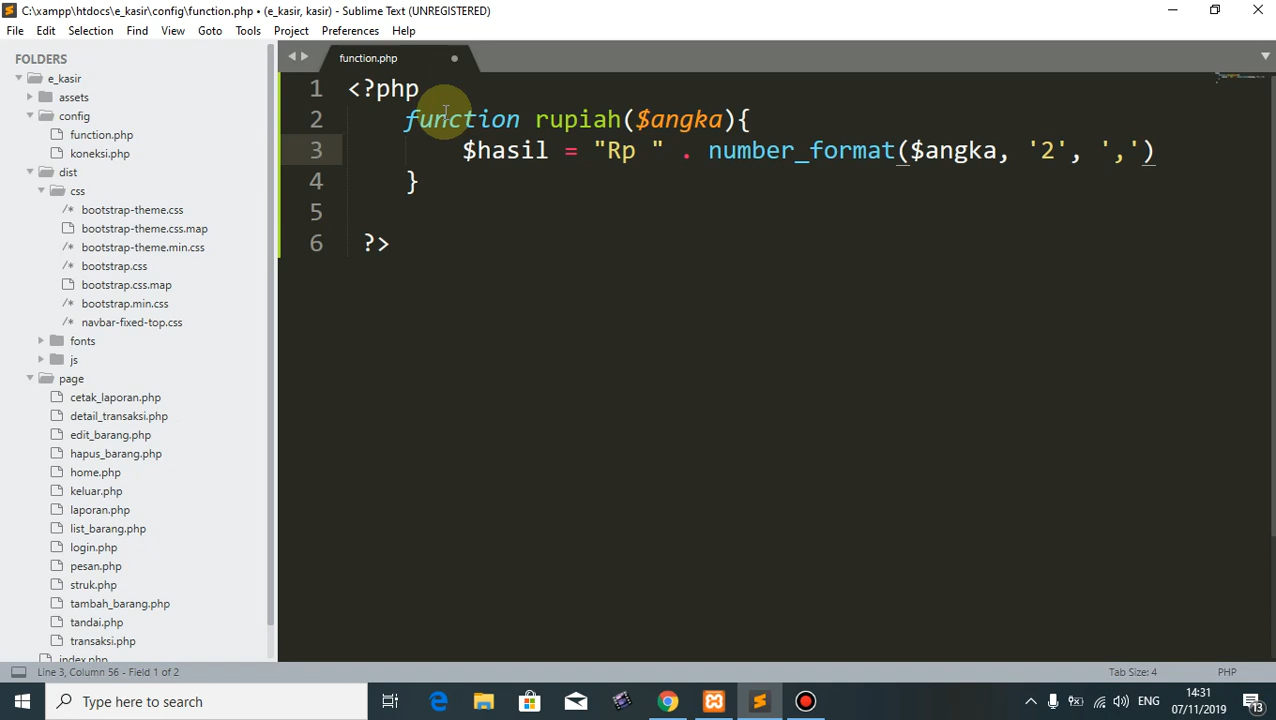 C:\xampp\htdocs\e_kasir\config\function.php • (e_kasir, kasir) - Sublime Text (UNREGISTERED)
File Edit Selection Find View Goto Tools Project Preferences Help
FOLDERS
e_kasir
assets
config
function.php
koneksi.php
dist
css
bootstrap-theme.css
bootstrap-theme.css.map
bootstrap-theme.min.css
bootstrap.css
bootstrap.css.map
bootstrap.min.css
navbar-fixed-top.css
fonts
js
page
cetak_laporan.php
detail_transaksi.php
edit_barang.php
hapus_barang.php
home.php
keluar.php
laporan.php
list_barang.php
login.php
pesan.php
struk.php
tambah_barang.php
tandai.php
transaksi.php
index.php
function.php
1 <?php
2 function rupiah($angka){
3 $hasil = "Rp " . number_format($angka, '2', ',')
4 }
5
6 ?>
Line 3, Column 56 - Field 1 of 2
Tab Size: 4 PHP
Type here to search
ENG
14:31
07/11/2019
13